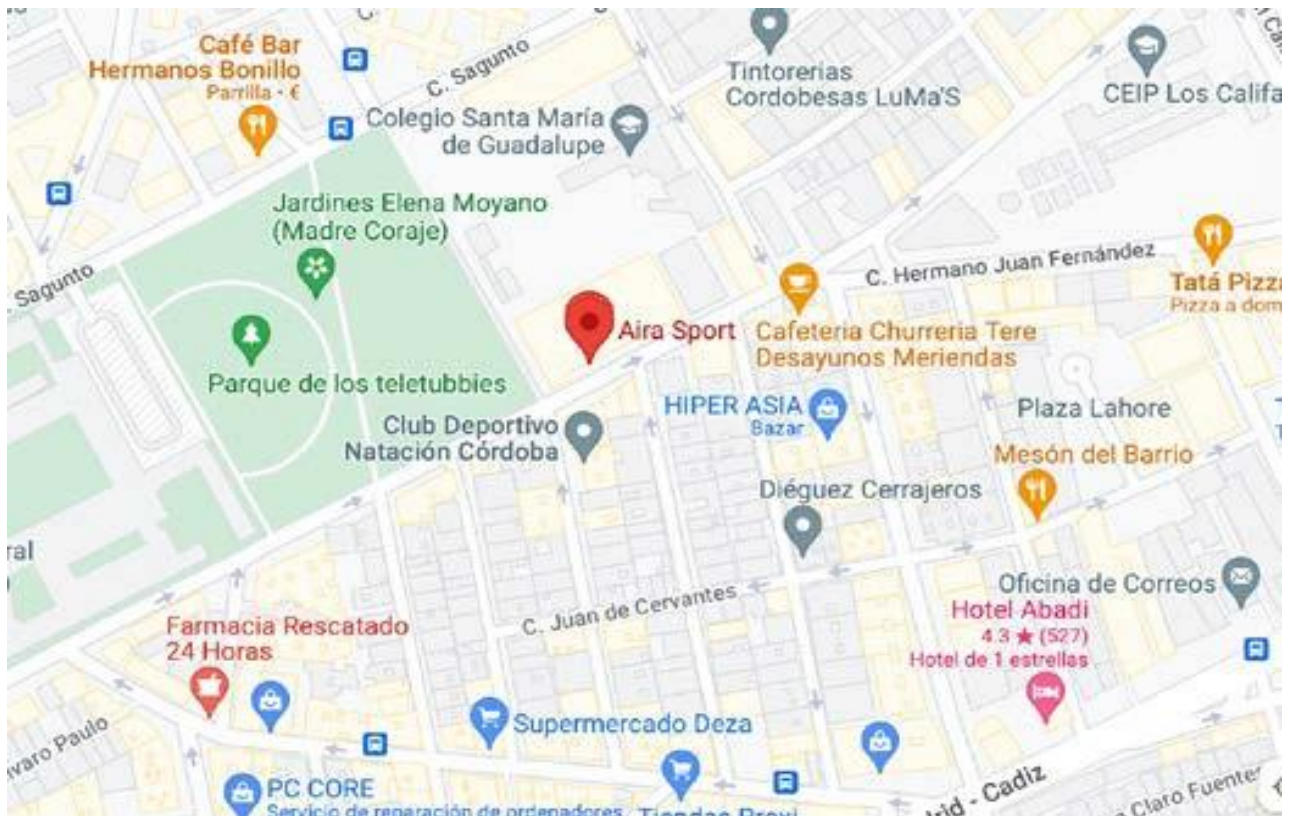 Café Bar
Hermanos Bonillo
Parrilla · €
C. Sagunto
Tintorerias
Cordobesas LuMa'S
CEIP Los Califa
Colegio Santa María
de Guadalupe
Jardines Elena Moyano
(Madre Coraje)
Sagunto
C. Hermano Juan Fernández
Tatá Pizza
Pizza a dom
Aira Sport
Cafeteria Churreria Tere
Desayunos Meriendas
Parque de los teletubbies
HIPER ASIA
Bazar
Plaza Lahore
Club Deportivo
Natación Córdoba
Mesón del Barrio
Diéguez Cerrajeros
ral
Oficina de Correos
C. Juan de Cervantes
Hotel Abadi
4.3 ★ (527)
Hotel de 1 estrellas
Farmacia Rescatado
24 Horas
Supermercado Deza
varo Paulo
PC CORE
Servicio de reparación de ordenadores
rid - Cadiz
Claro Fuentes